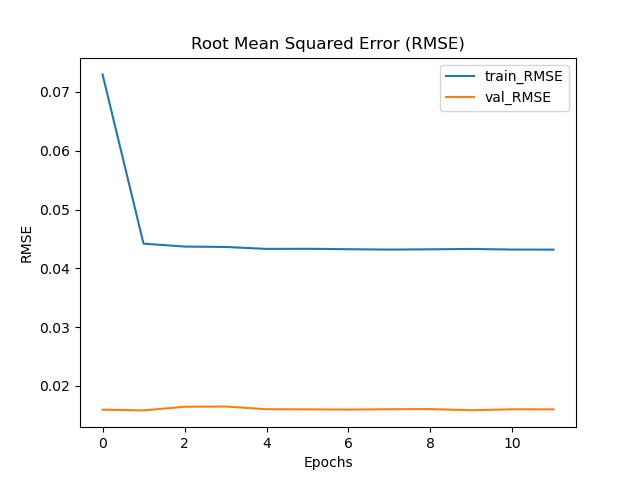 Root Mean Squared Error (RMSE)
train_RMSE
val_RMSE
0.07
0.06
0.05
0.04
0.03
0.02
RMSE
0 2 4 6 8 10
Epochs